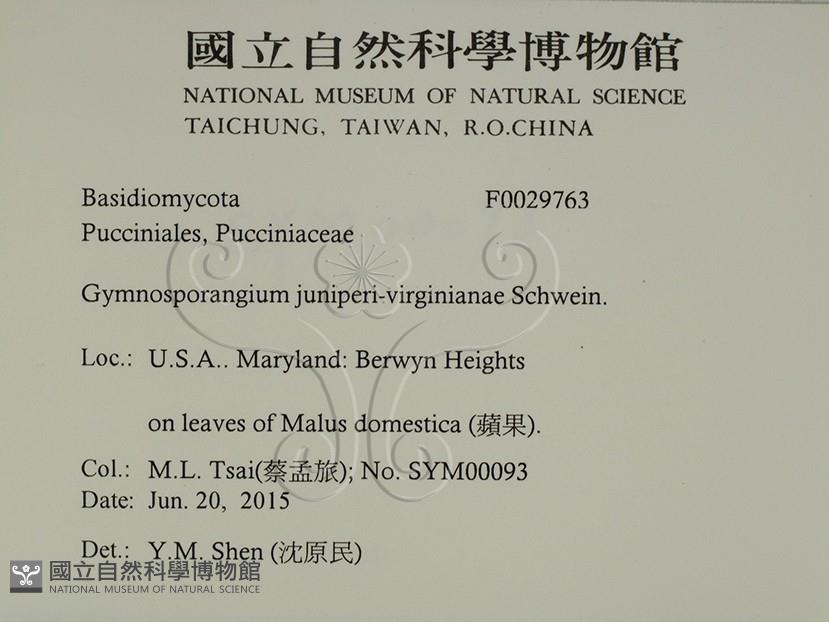 國立自然科學博物館
NATIONAL MUSEUM OF NATURAL SCIENCE
TAICHUNG, TAIWAN, R.O.CHINA
Basidiomycota F0029763
Pucciniales, Pucciniaceae
Gymnosporangium juniperi-virginianae Schwein.
Loc.: U.S.A.. Maryland: Berwyn Heights
on leaves of Malus domestica (蘋果).
Col.: M.L. Tsai(蔡孟旅); No. SYM00093
Date: Jun. 20, 2015
Det.: Y.M. Shen (沈原民)
國立自然科學博物館
NATIONAL MUSEUM OF NATURAL SCIENCE